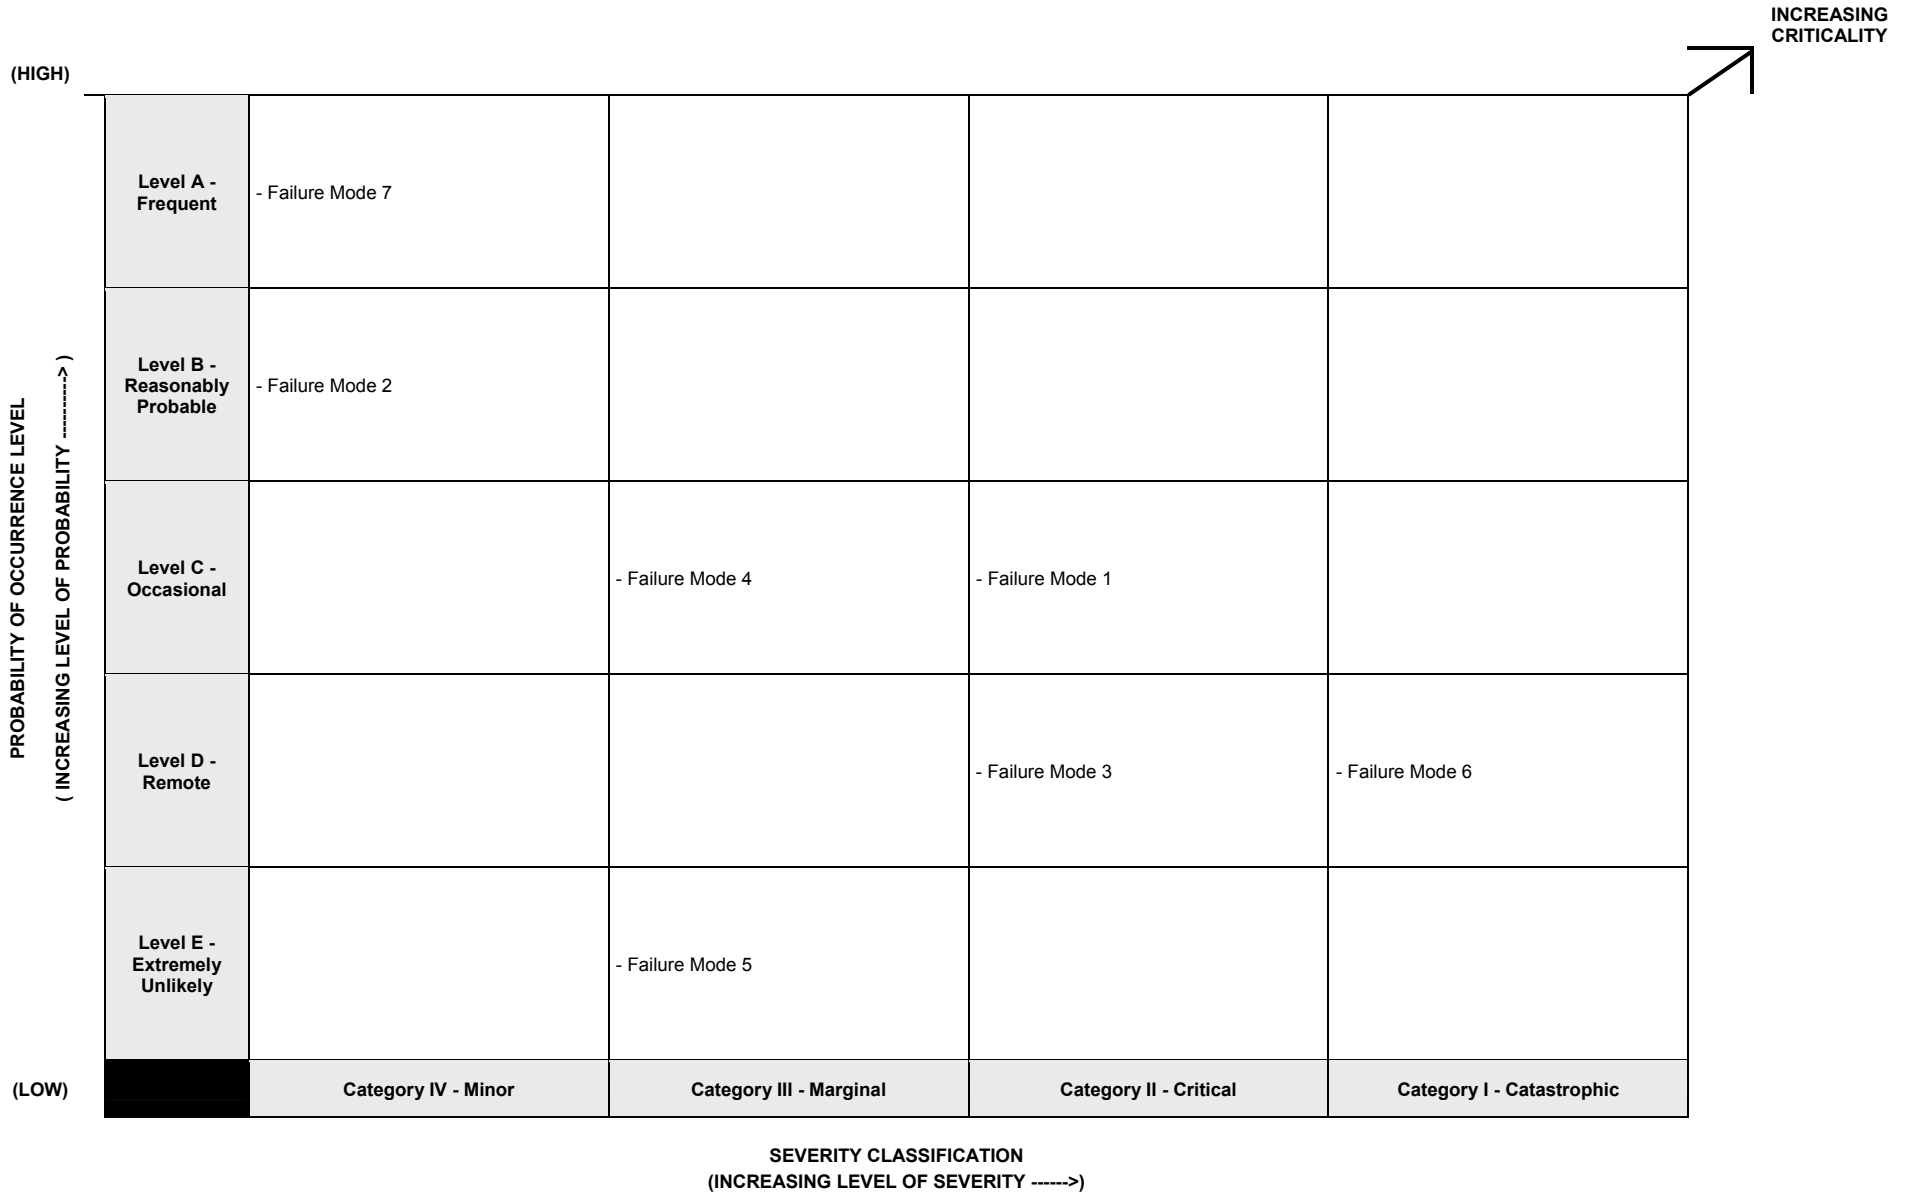 INCREASING
CRITICALITY
(HIGH)
Level A -
Frequent
- Failure Mode 7
Level B -
Reasonably
Probable
- Failure Mode 2
PROBABILITY OF OCCURRENCE LEVEL
( INCREASING LEVEL OF PROBABILITY ------------> )
Level C -
Occasional
- Failure Mode 4
- Failure Mode 1
Level D -
Remote
- Failure Mode 3
- Failure Mode 6
Level E -
Extremely
Unlikely
- Failure Mode 5
(LOW)
Category IV - Minor
Category III - Marginal
Category II - Critical
Category I - Catastrophic
SEVERITY CLASSIFICATION
(INCREASING LEVEL OF SEVERITY ------>)